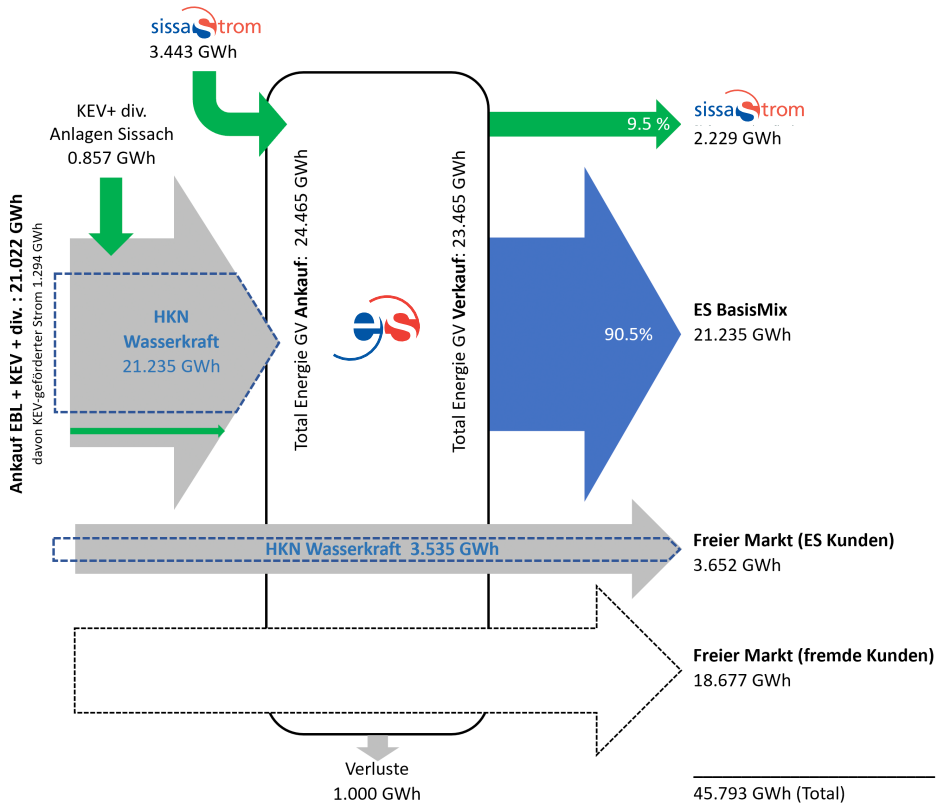 sissaStrom
3.443 GWh
KEV+ div.
Anlagen Sissach
0.857 GWh
Ankauf EBL + KEV + div. : 21.022 GWh
davon KEV-geförderter Strom 1.294 GWh
HKN
Wasserkraft
21.235 GWh
Total Energie GV Ankauf: 24.465 GWh
es
Total Energie GV Verkauf: 23.465 GWh
9.5 %
sissaStrom
2.229 GWh
90.5%
ES BasisMix
21.235 GWh
HKN Wasserkraft 3.535 GWh
Freier Markt (ES Kunden)
3.652 GWh
Freier Markt (fremde Kunden)
18.677 GWh
Verluste
1.000 GWh
45.793 GWh (Total)